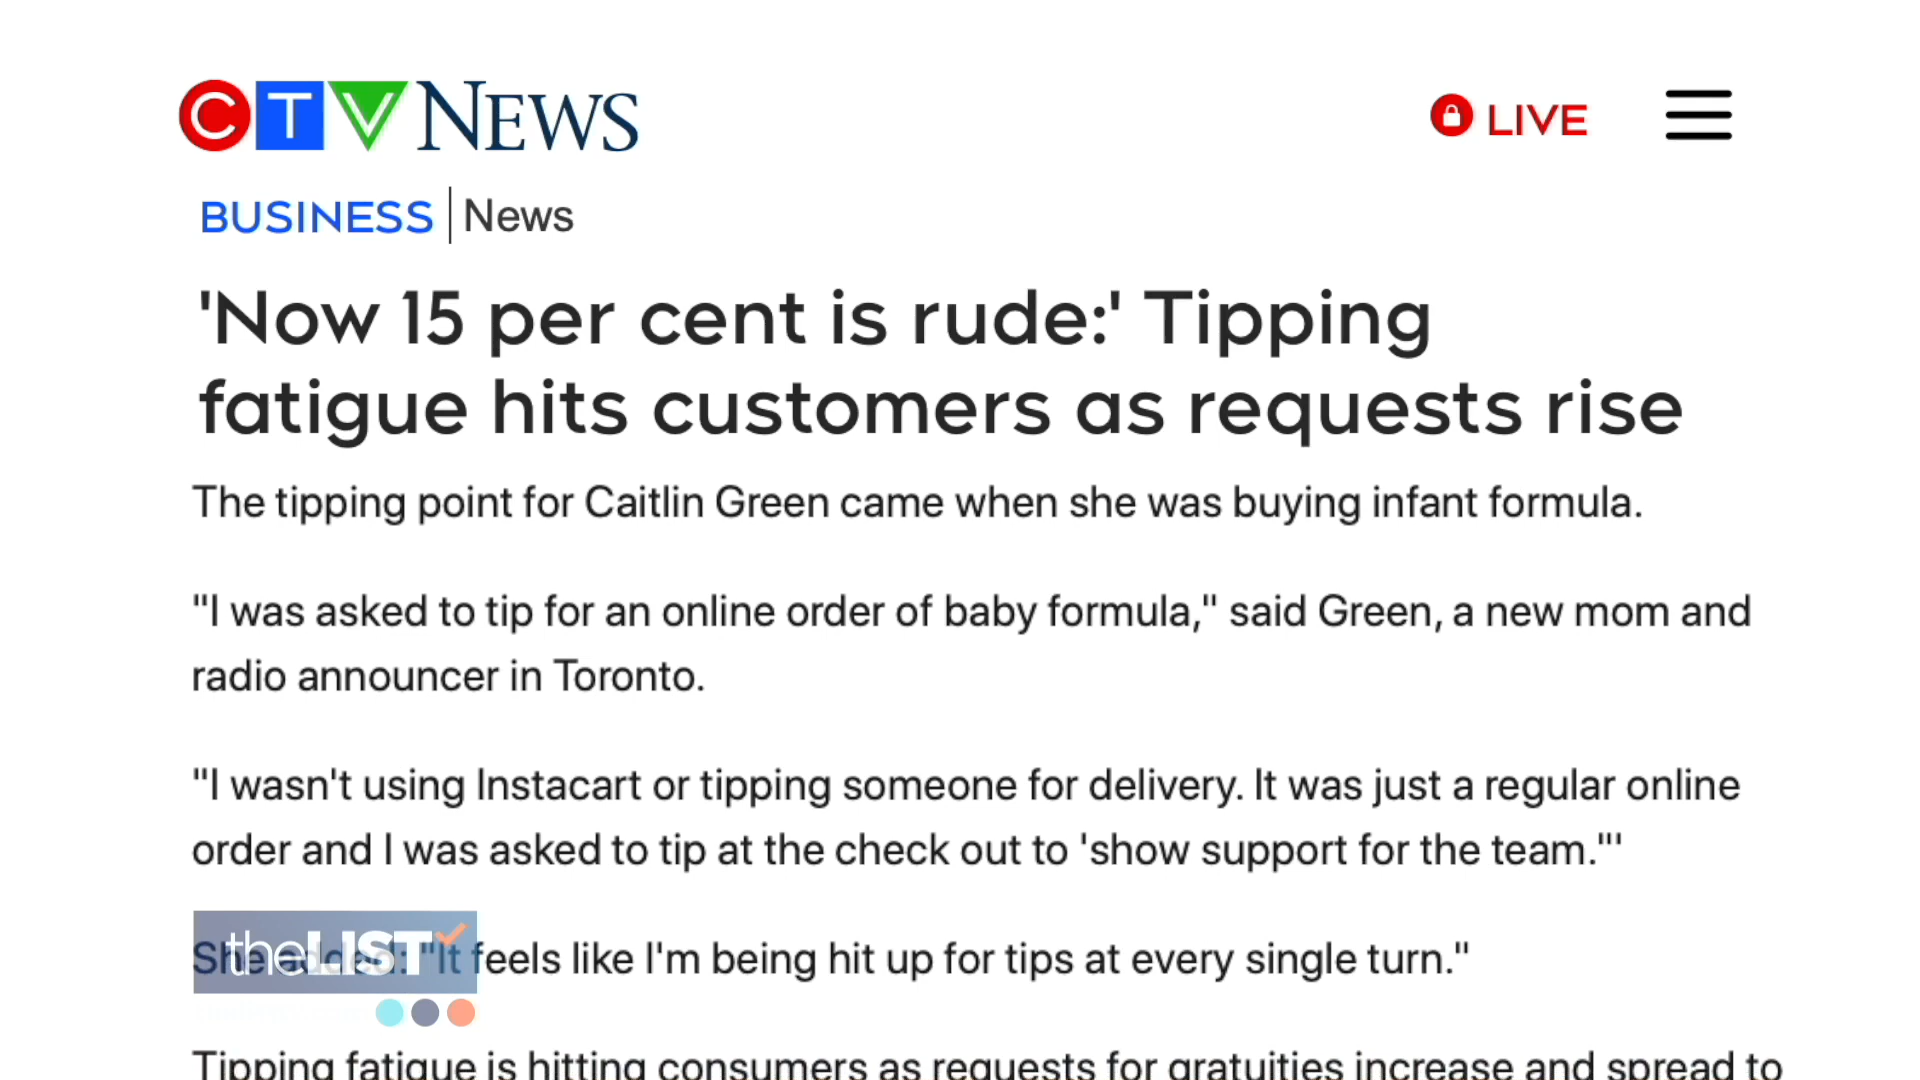 CTV NEWS
LIVE
BUSINESS | News
'Now 15 per cent is rude:' Tipping
fatigue hits customers as requests rise
The tipping point for Caitlin Green came when she was buying infant formula.
"I was asked to tip for an online order of baby formula," said Green, a new mom and
radio announcer in Toronto.
"I wasn't using Instacart or tipping someone for delivery. It was just a regular online
order and I was asked to tip at the check out to 'show support for the team.'"
She added: "It feels like I'm being hit up for tips at every single turn."
theLIST
Tipping fatigue is hitting consumers as requests for gratuities increase and spread to